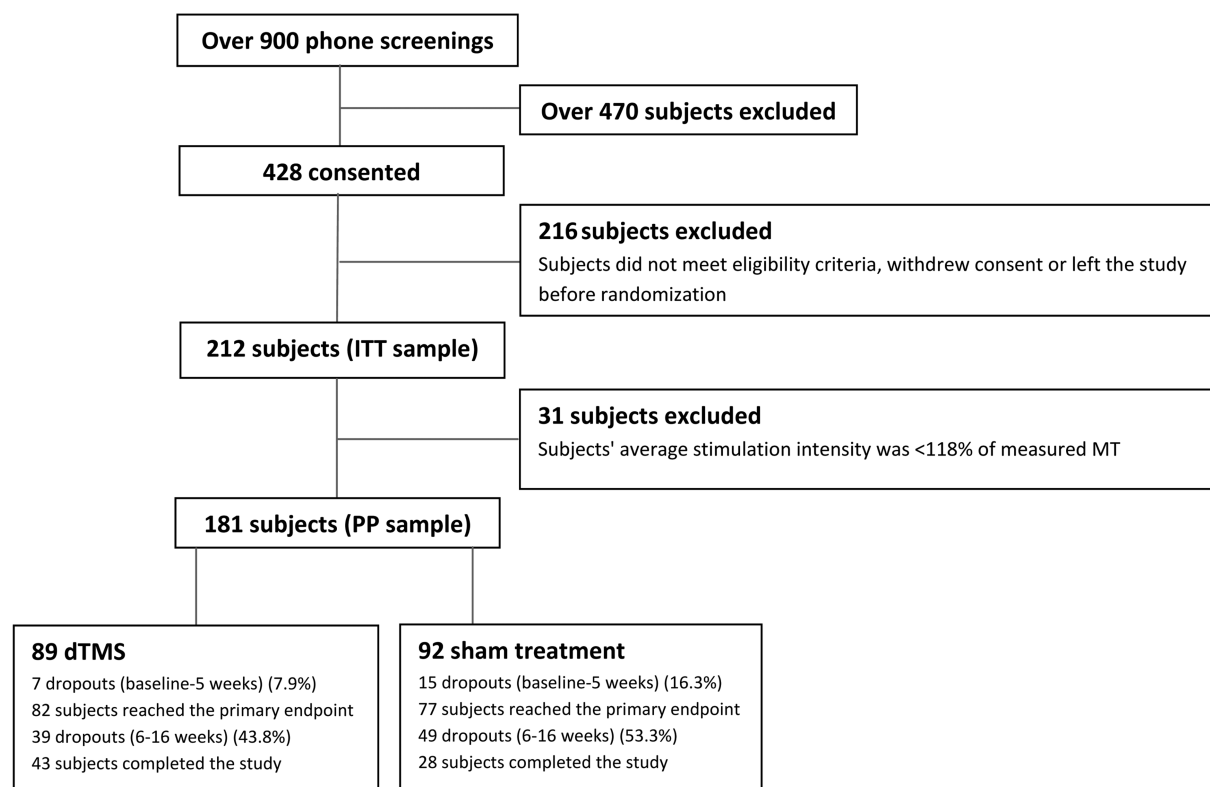 Over 900 phone screenings
Over 470 subjects excluded
428 consented
216 subjects excluded
Subjects did not meet eligibility criteria, withdrew consent or left the study
before randomization
212 subjects (ITT sample)
31 subjects excluded
Subjects' average stimulation intensity was <118% of measured MT
181 subjects (PP sample)
89 dTMS
7 dropouts (baseline-5 weeks) (7.9%)
82 subjects reached the primary endpoint
39 dropouts (6-16 weeks) (43.8%)
43 subjects completed the study
92 sham treatment
15 dropouts (baseline-5 weeks) (16.3%)
77 subjects reached the primary endpoint
49 dropouts (6-16 weeks) (53.3%)
28 subjects completed the study